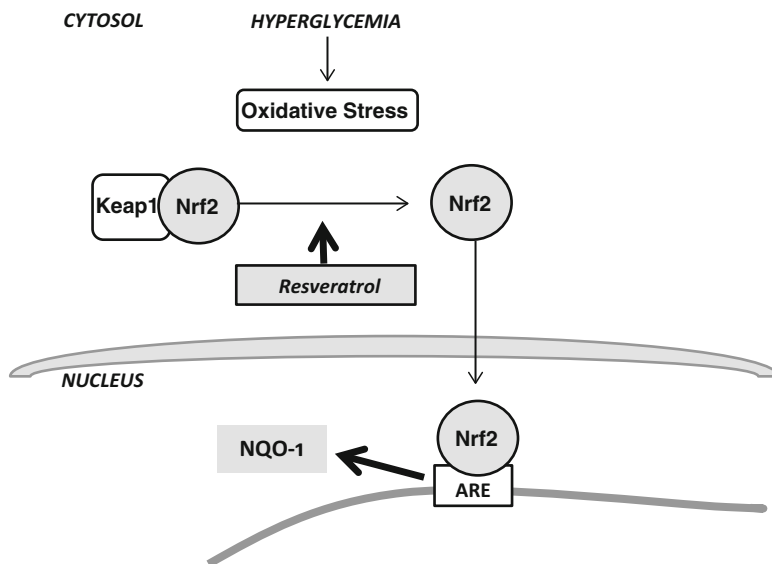 CYTOSOL
HYPERGLYCEMIA
Oxidative Stress
Keap1
Nrf2
Nrf2
Resveratrol
NUCLEUS
Nrf2
NQO-1
ARE